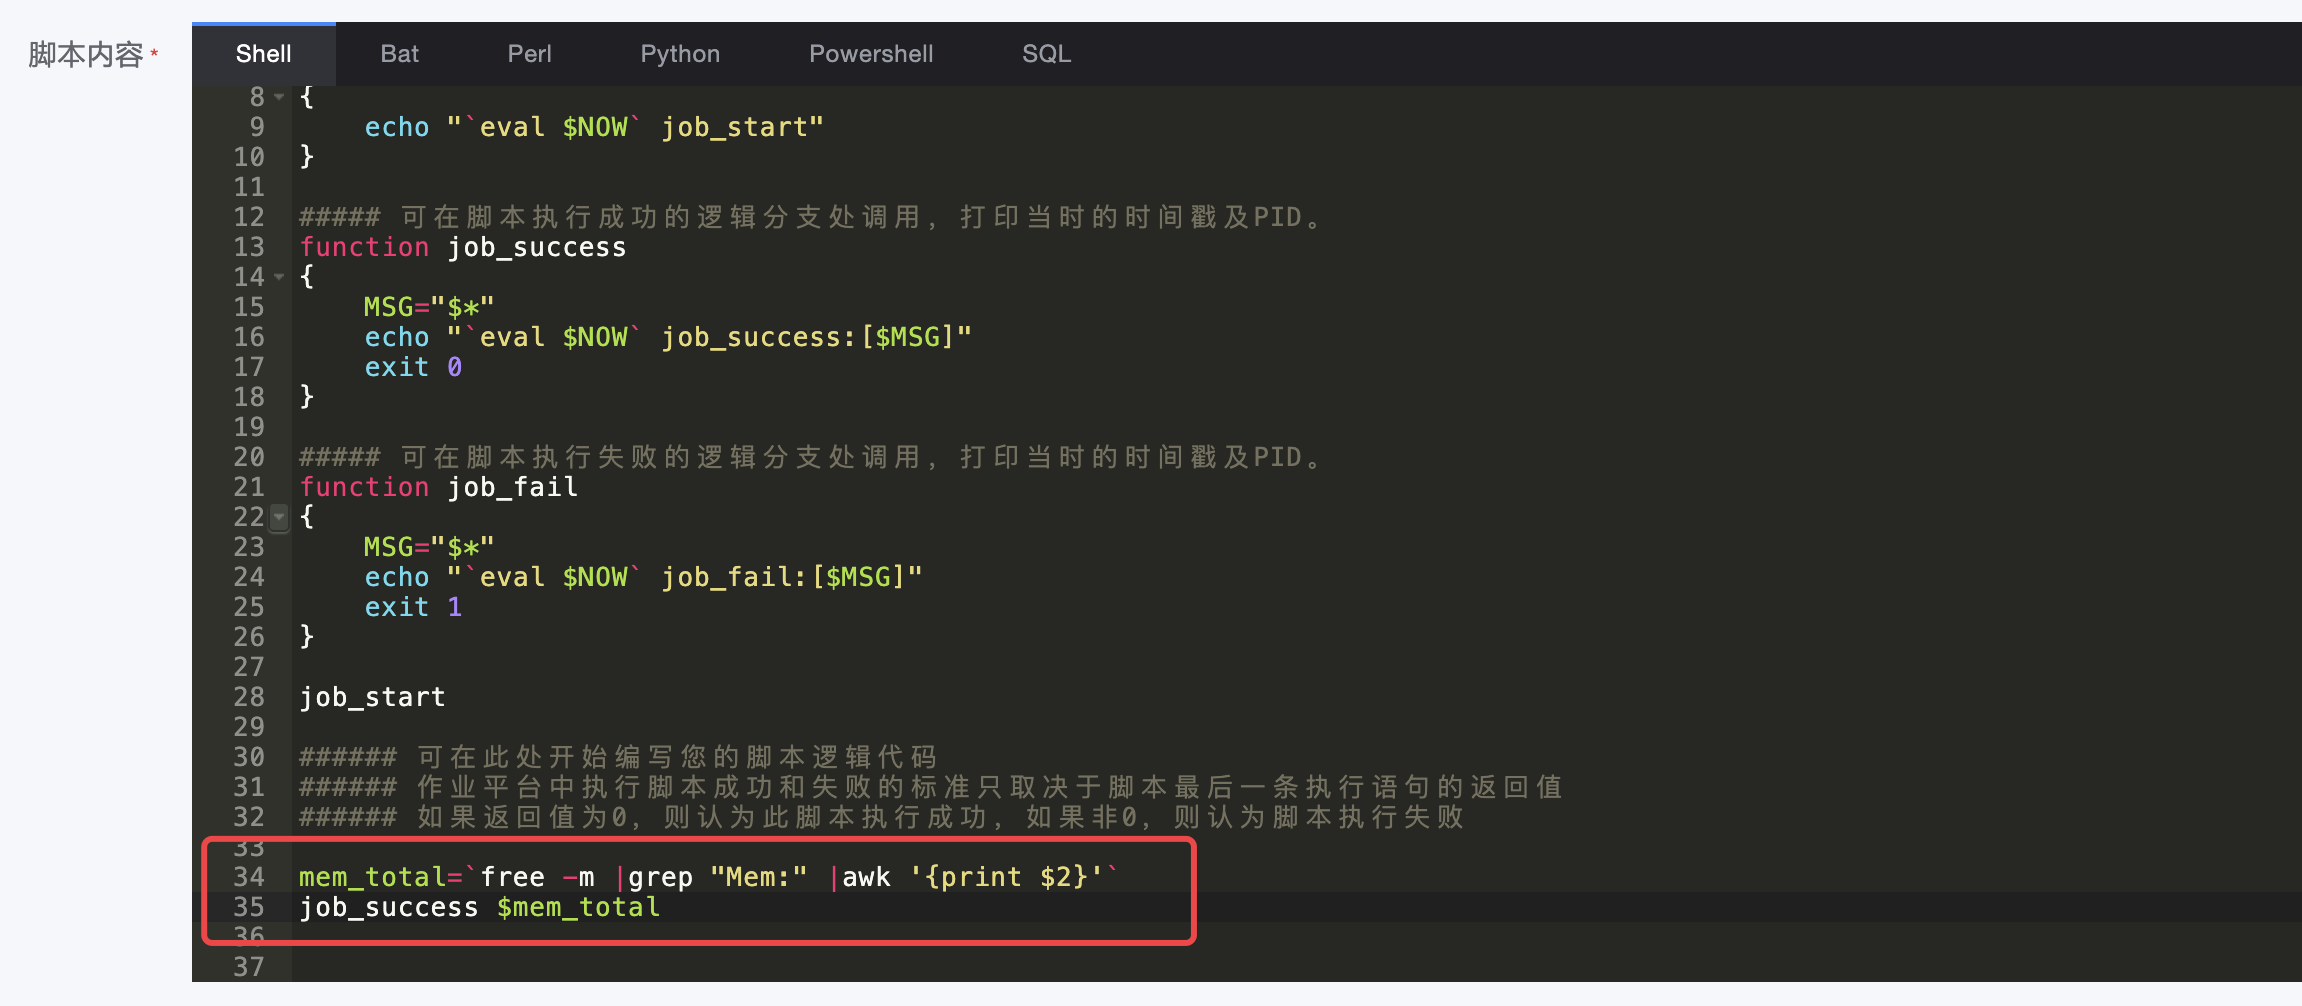 脚本内容 *
Shell Bat Perl Python Powershell SQL
8 {
9     echo "`eval $NOW` job_start"
10 }
11
12 ##### 可在脚本执行成功的逻辑分支处调用, 打印当时的时间戳及PID。
13 function job_success
14 {
15     MSG="$*"
16     echo "`eval $NOW` job_success:[$MSG]"
17     exit 0
18 }
19
20 ##### 可在脚本执行失败的逻辑分支处调用, 打印当时的时间戳及PID。
21 function job_fail
22 {
23     MSG="$*"
24     echo "`eval $NOW` job_fail:[$MSG]"
25     exit 1
26 }
27
28 job_start
29
30 ###### 可在此处开始编写您的脚本逻辑代码
31 ###### 作业平台中执行脚本成功和失败的标准只取决于脚本最后一条执行语句的返回值
32 ###### 如果返回值为0, 则认为此脚本执行成功, 如果非0, 则认为脚本执行失败
33
34 mem_total=`free -m |grep "Mem:" |awk '{print $2}'`
35 job_success $mem_total
36
37